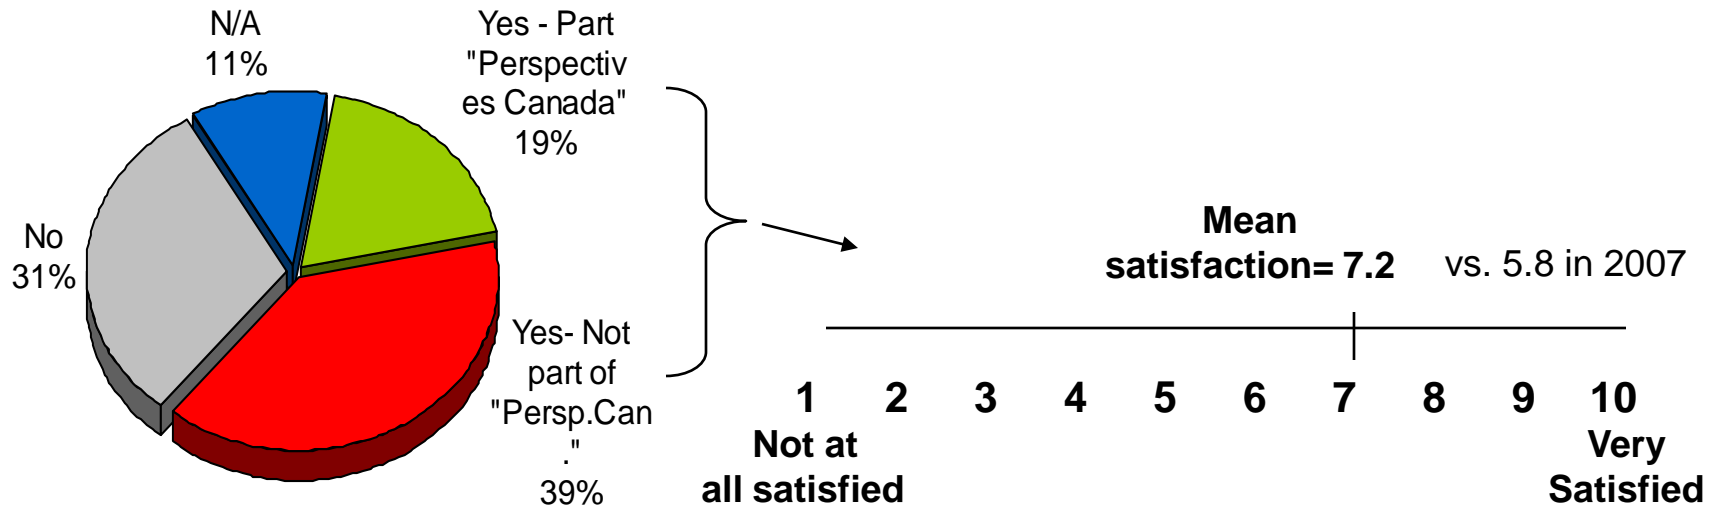 N/A
11%
Yes - Part
"Perspectiv
es Canada"
19%
No
31%
Yes- Not
part of
"Persp.Can
."
39%
Mean
satisfaction= 7.2
vs. 5.8 in 2007
1 2 3 4 5 6 7 8 9 10
Not at
all satisfied
Very
Satisfied